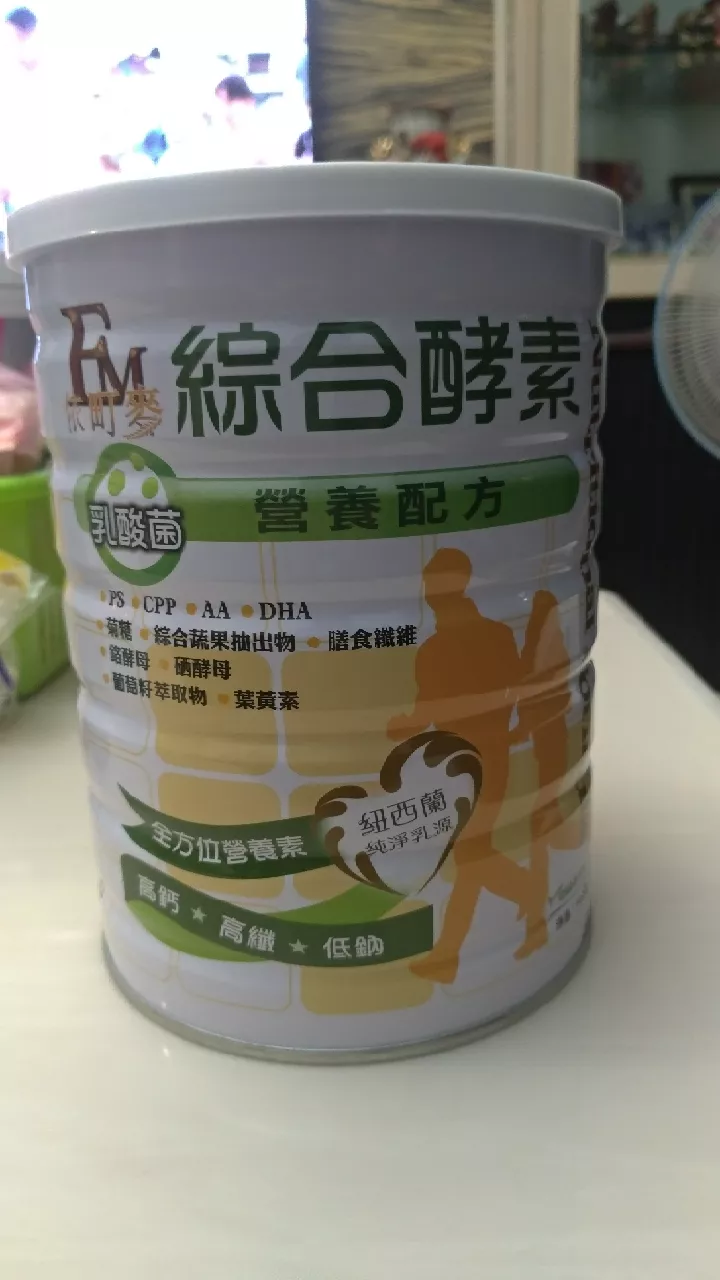 FM
依町麥
綜合酵素
乳酸菌
營養配方
• PS • CPP • AA • DHA
• 菊糖 • 綜合蔬果抽出物 • 膳食纖維
• 鉻酵母 • 硒酵母
• 葡萄籽萃取物 • 葉黃素
紐西蘭
純淨乳源
全方位營養素
高鈣 ★ 高纖 ★ 低鈉